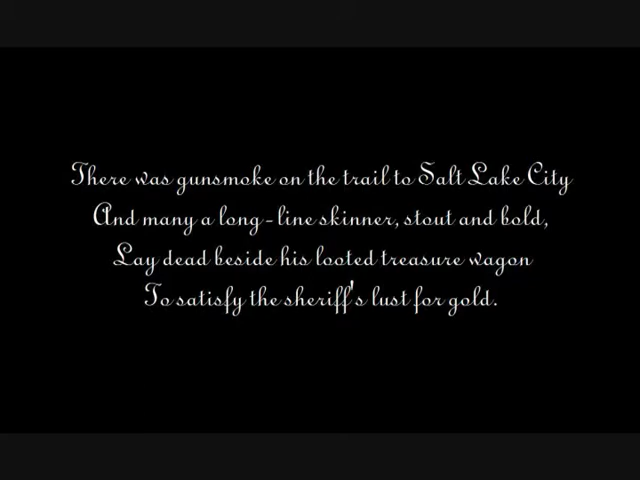 There was gunsmoke on the trail to Salt Lake City
And many a long-line skinner, stout and bold,
Lay dead beside his looted treasure wagon
To satisfy the sheriff's lust for gold.